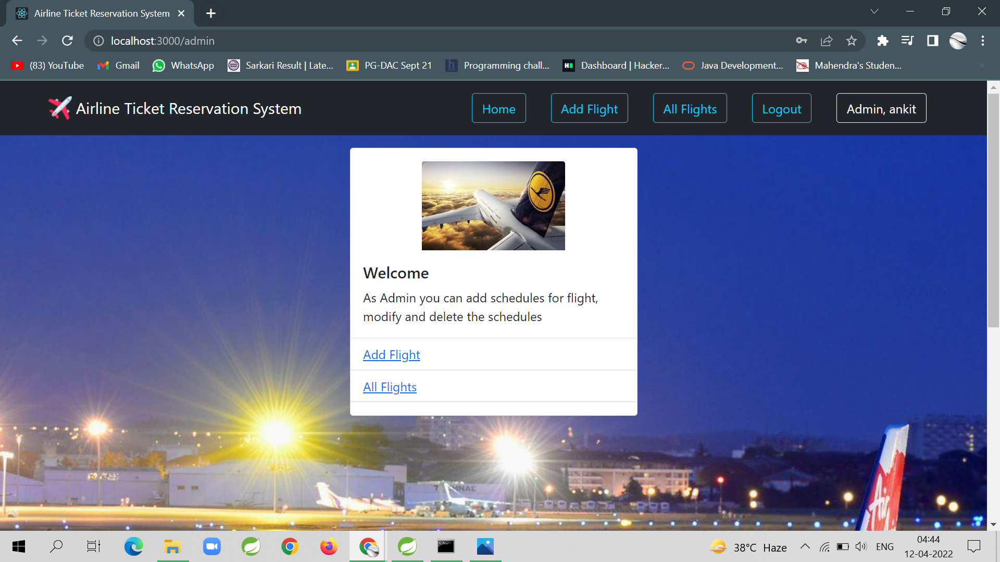 Airline Ticket Reservation System
localhost:3000/admin
(83) YouTube
Gmail
WhatsApp
Sarkari Result | Late...
PG-DAC Sept 21
Programming chall...
Dashboard | Hacker...
Java Development...
Mahendra's Studen...
Airline Ticket Reservation System
Home
Add Flight
All Flights
Logout
Admin, ankit
Welcome
As Admin you can add schedules for flight,
modify and delete the schedules
Add Flight
All Flights
Air
38°C Haze
ENG
04:44
12-04-2022